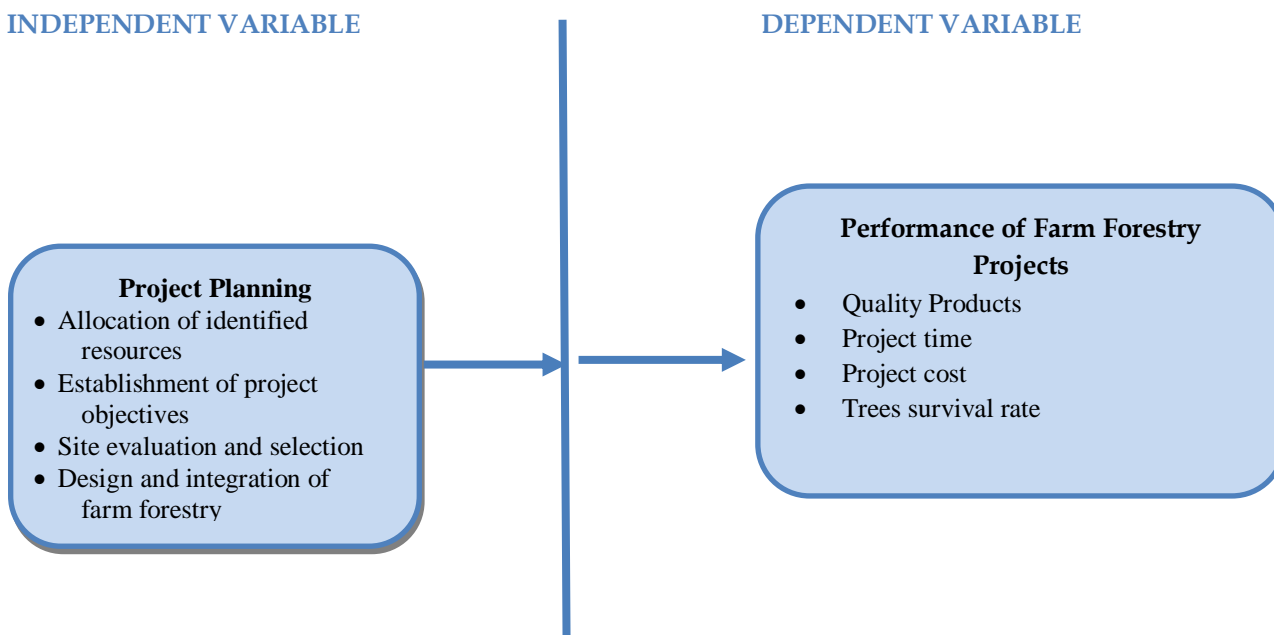 INDEPENDENT VARIABLE
DEPENDENT VARIABLE
Project Planning
• Allocation of identified
resources
• Establishment of project
objectives
• Site evaluation and selection
• Design and integration of
farm forestry
Performance of Farm Forestry
Projects
• Quality Products
• Project time
• Project cost
• Trees survival rate